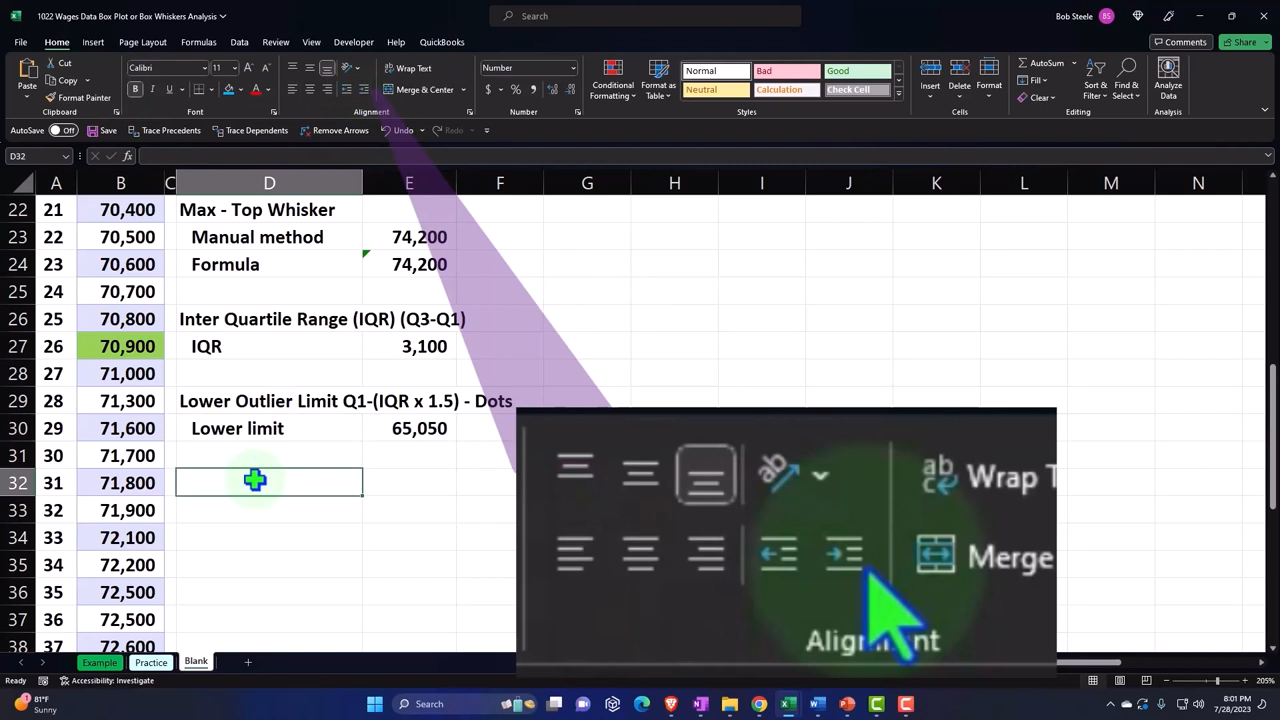 1022 Wages Data Box Plot or Box Whiskers Analysis
Search
Bob Steele BS
File Home Insert Page Layout Formulas Data Review View Developer Automate Help QuickBooks
Comments Share
Paste
Cut
Copy
Format Painter
Clipboard
Calibri 11
B I U
Font
Wrap Text
Merge & Center
Alignment
Number
$ % 9
Number
Conditional Formatting
Format as Table
Normal Bad Good
Neutral Calculation Check Cell
Styles
Insert Delete Format
Cells
AutoSum
Fill
Clear
Sort & Filter
Find & Select
Editing
Analyze Data
Analysis
AutoSave Off Save Trace Precedents Trace Dependents Remove Arrows Undo Redo
D32 fx
A B C D E F G H I J K L M N
22 21 70,400 Max - Top Whisker
23 22 70,500 Manual method 74,200
24 23 70,600 Formula 74,200
25 24 70,700
26 25 70,800 Inter Quartile Range (IQR) (Q3-Q1)
27 26 70,900 IQR 3,100
28 27 71,000
29 28 71,300 Lower Outlier Limit Q1-(IQR x 1.5) - Dots
30 29 71,600 Lower limit 65,050
31 30 71,700
32 31 71,800
33 32 71,900
34 33 72,100
35 34 72,200
36 35 72,500
37 36 72,500
38 37 72,600
ab Wrap T
Merge
Alignment
Example Practice Blank
Ready Accessibility: Investigate 205%
81°F
Sunny
Search
8:01 PM
7/28/2023